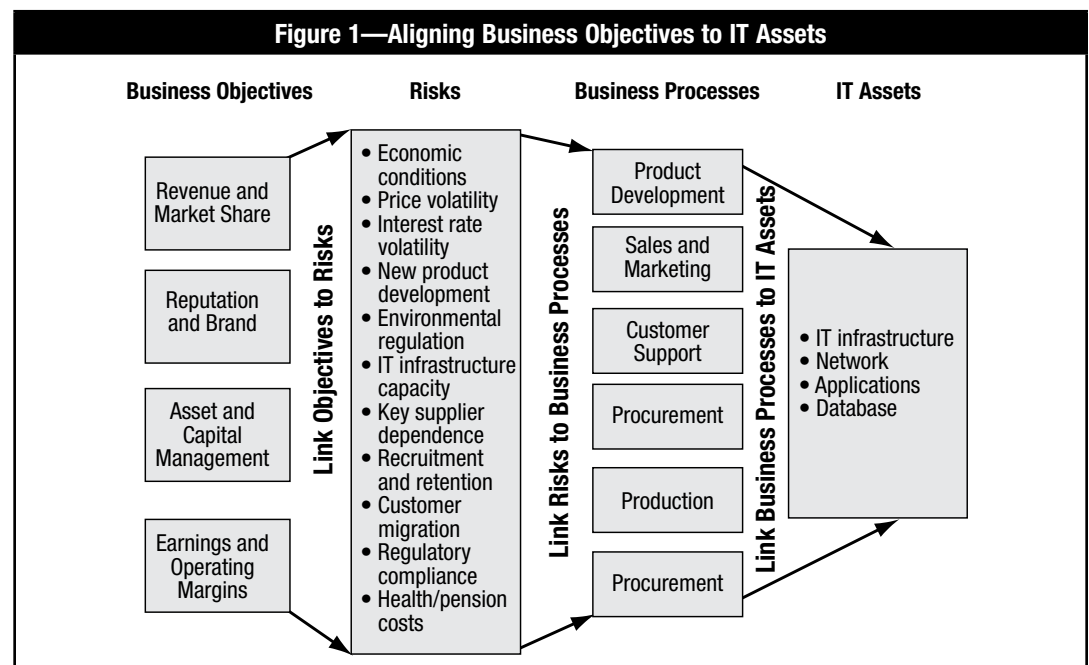 Figure 1—Aligning Business Objectives to IT Assets
Business Objectives
Risks
Business Processes
IT Assets
Revenue and
Market Share
Reputation
and Brand
Asset and
Capital
Management
Earnings and
Operating
Margins
Link Objectives to Risks
• Economic
conditions
• Price volatility
• Interest rate
volatility
• New product
development
• Environmental
regulation
• IT infrastructure
capacity
• Key supplier
dependence
• Recruitment
and retention
• Customer
migration
• Regulatory
compliance
• Health/pension
costs
Link Risks to Business Processes
Product
Development
Sales and
Marketing
Customer
Support
Procurement
Production
Procurement
Link Business Processes to IT Assets
• IT infrastructure
• Network
• Applications
• Database